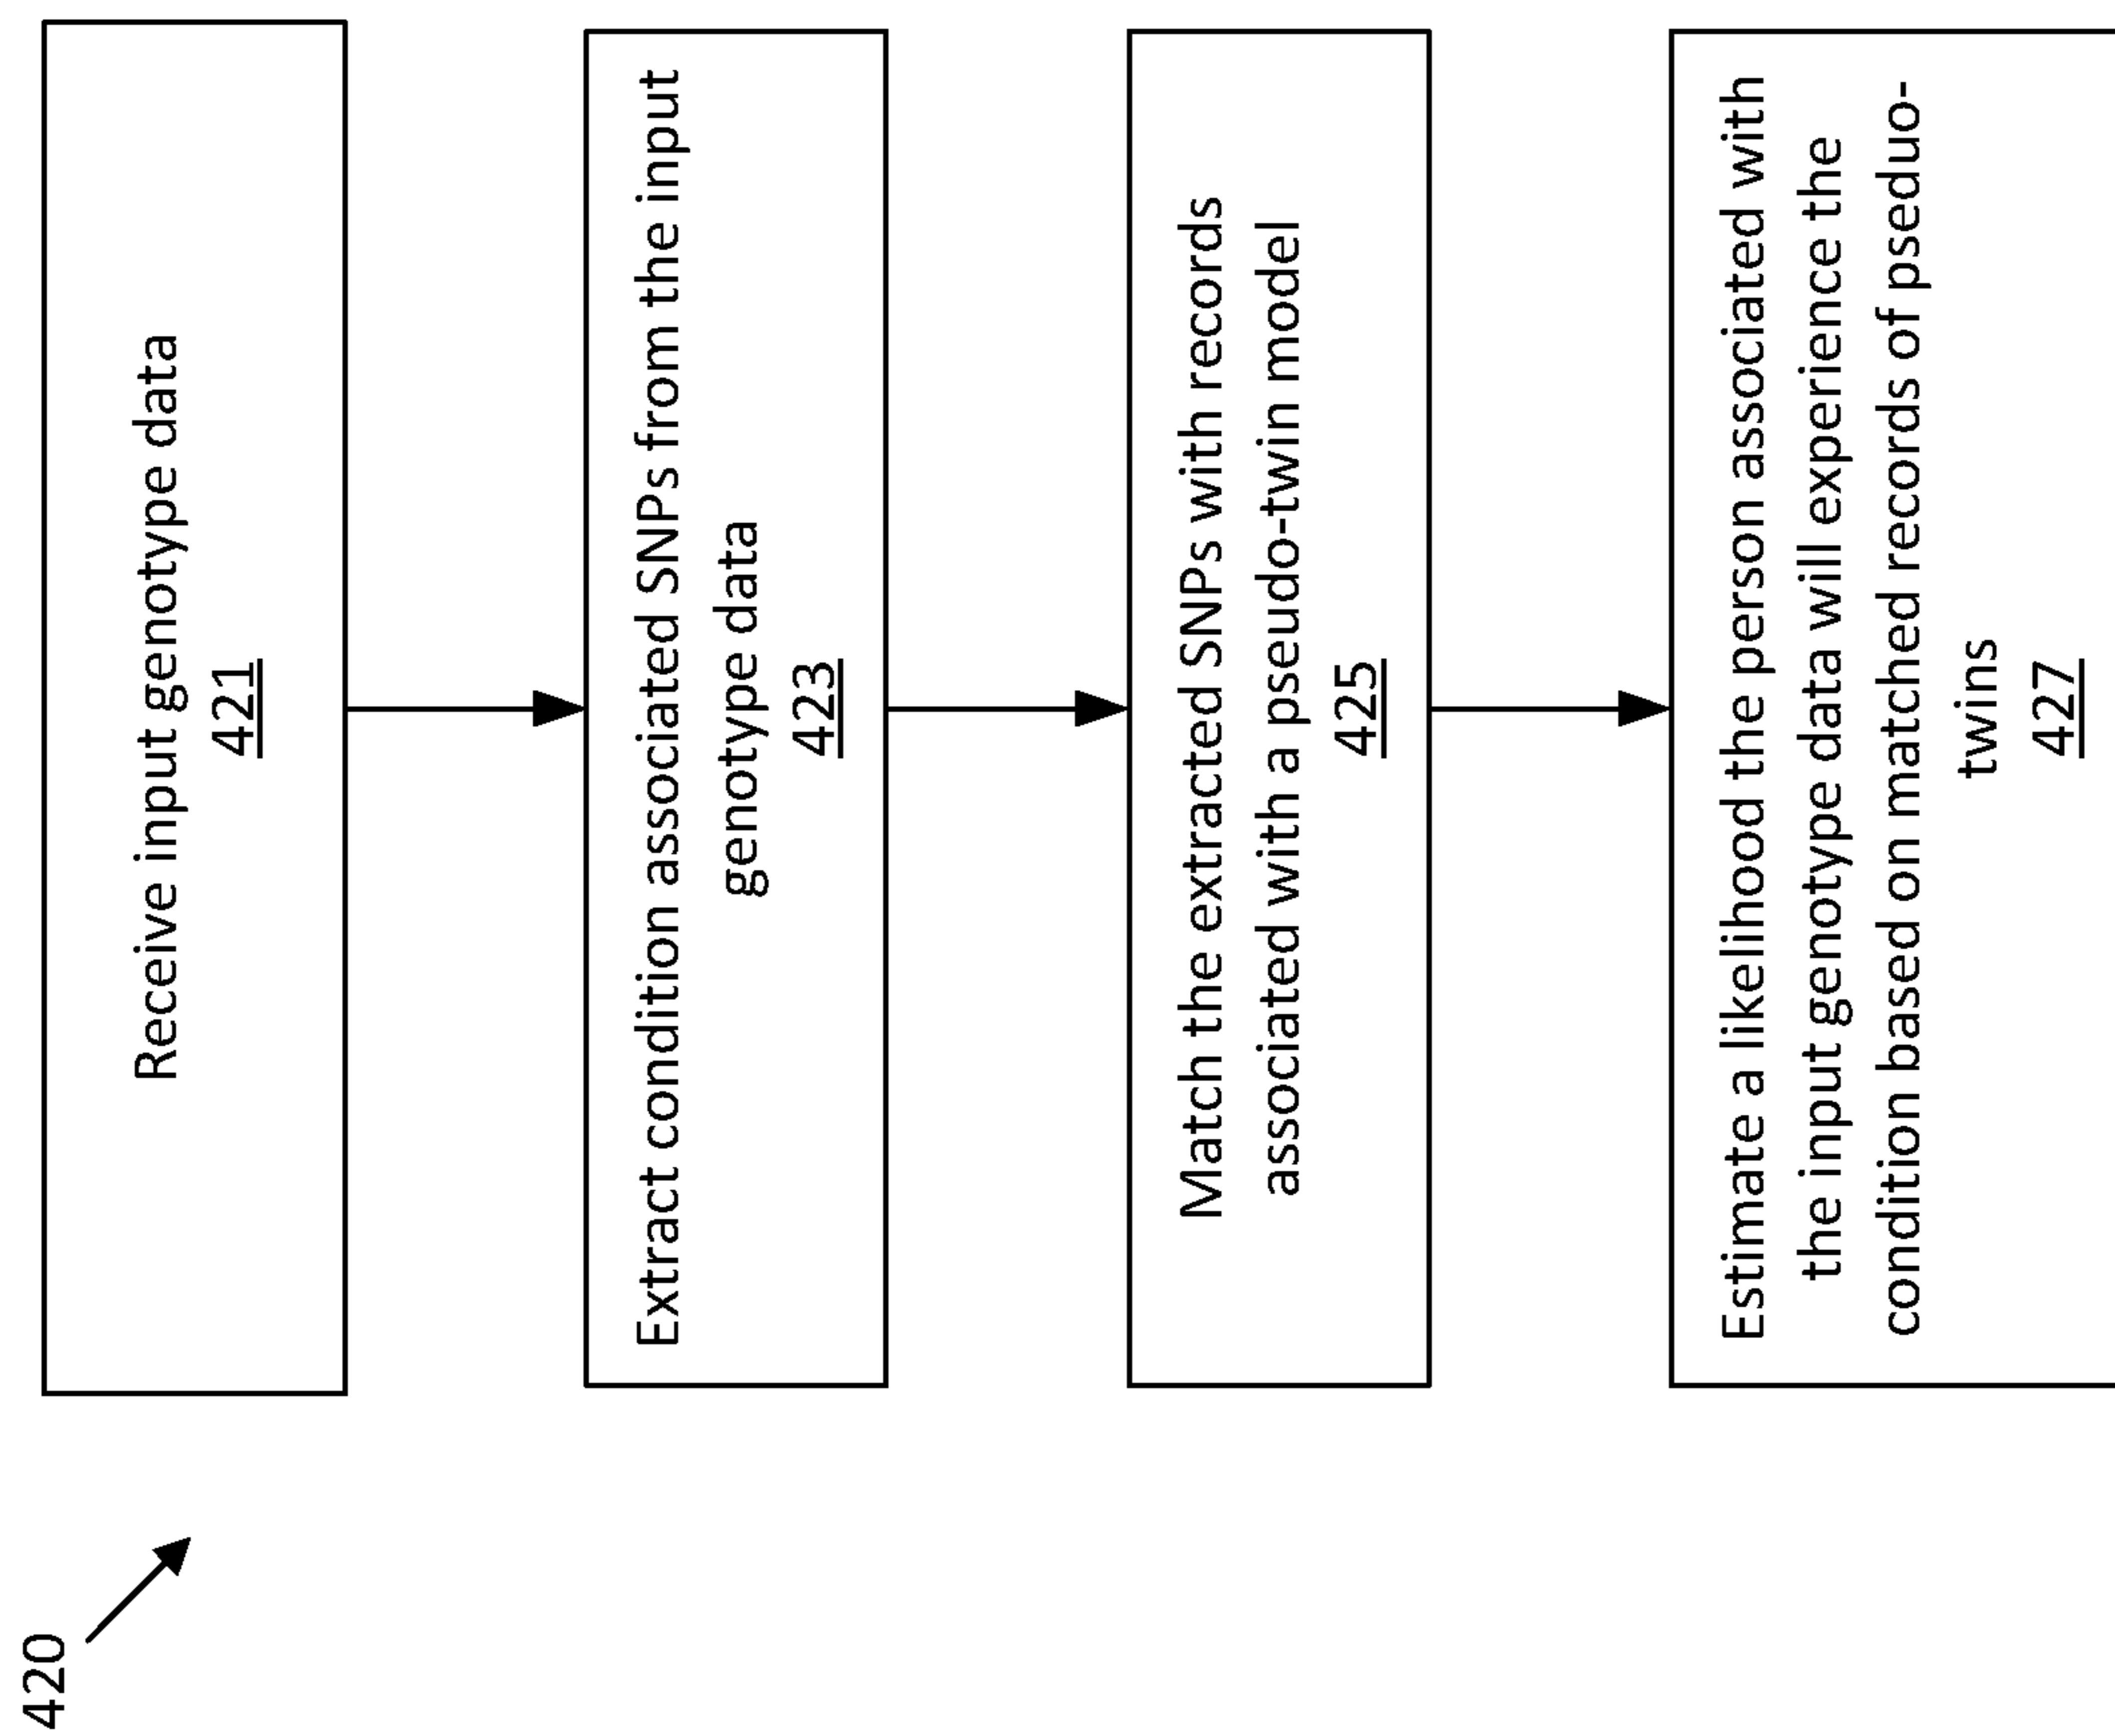 420
Receive input genotype data
421
Extract condition associated SNPs from the input
genotype data
423
Match the extracted SNPs with records
associated with a pseudo-twin model
425
Estimate a likelihood the person associated with
the input genotype data will experience the
condition based on matched records of pseduo-
twins
427